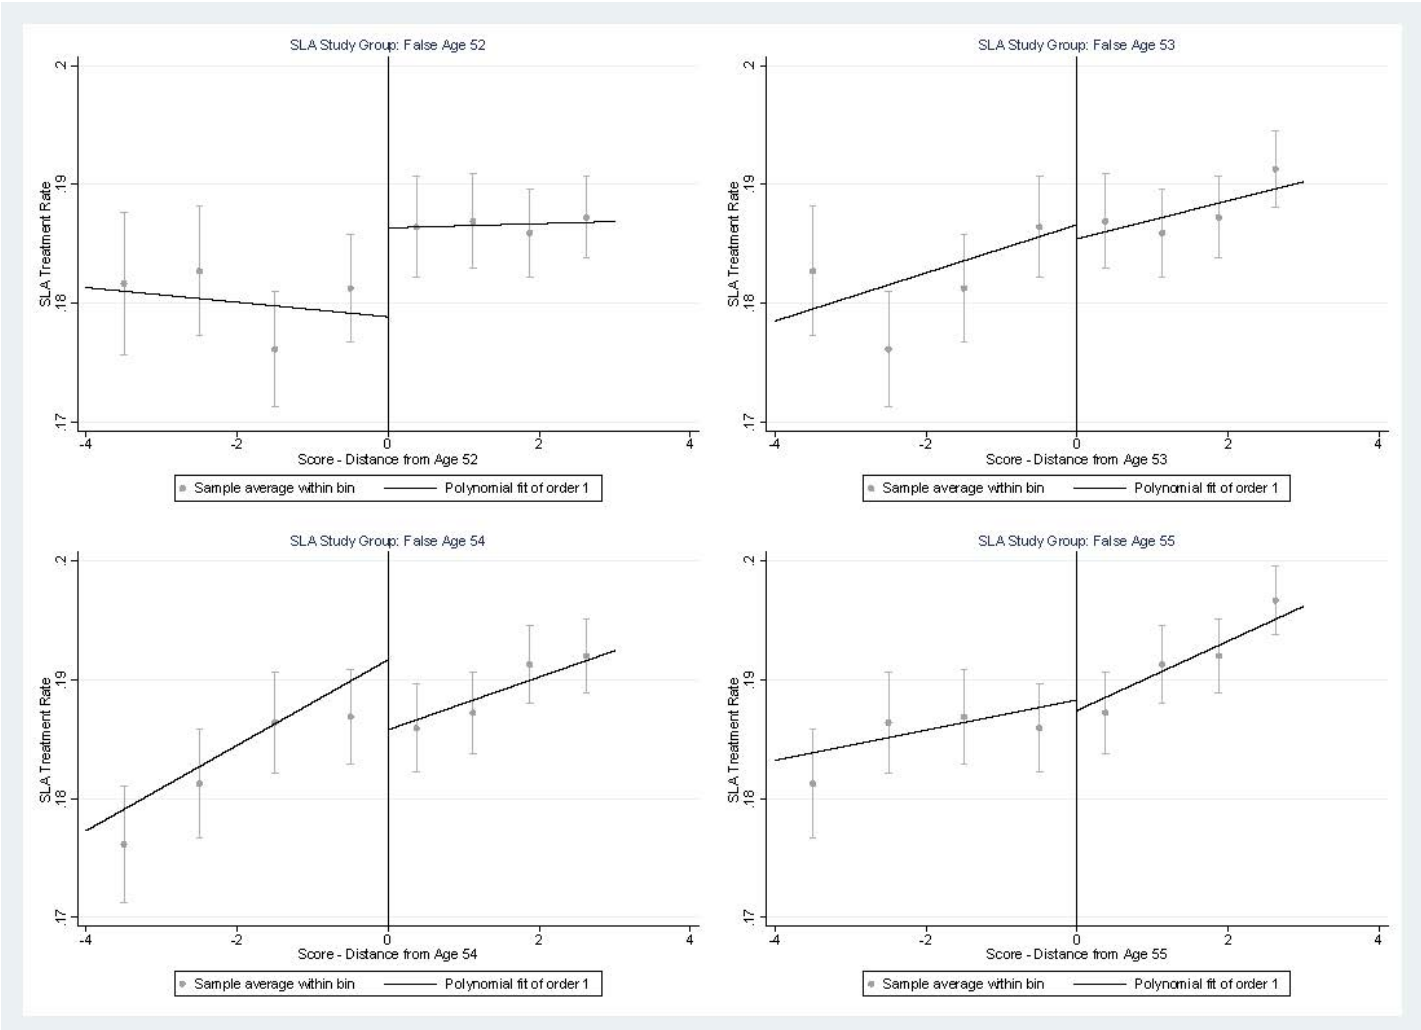 SLA Study Group: False Age 52
.2
.19
.18
.17
SLA Treatment Rate
-4 -2 0 2 4
Score - Distance from Age 52
Sample average within bin Polynomial fit of order 1
SLA Study Group: False Age 53
.2
.19
.18
.17
SLA Treatment Rate
-4 -2 0 2 4
Score - Distance from Age 53
Sample average within bin Polynomial fit of order 1
SLA Study Group: False Age 54
.2
.19
.18
.17
SLA Treatment Rate
-4 -2 0 2 4
Score - Distance from Age 54
Sample average within bin Polynomial fit of order 1
SLA Study Group: False Age 55
.2
.19
.18
.17
SLA Treatment Rate
-4 -2 0 2 4
Score - Distance from Age 55
Sample average within bin Polynomial fit of order 1